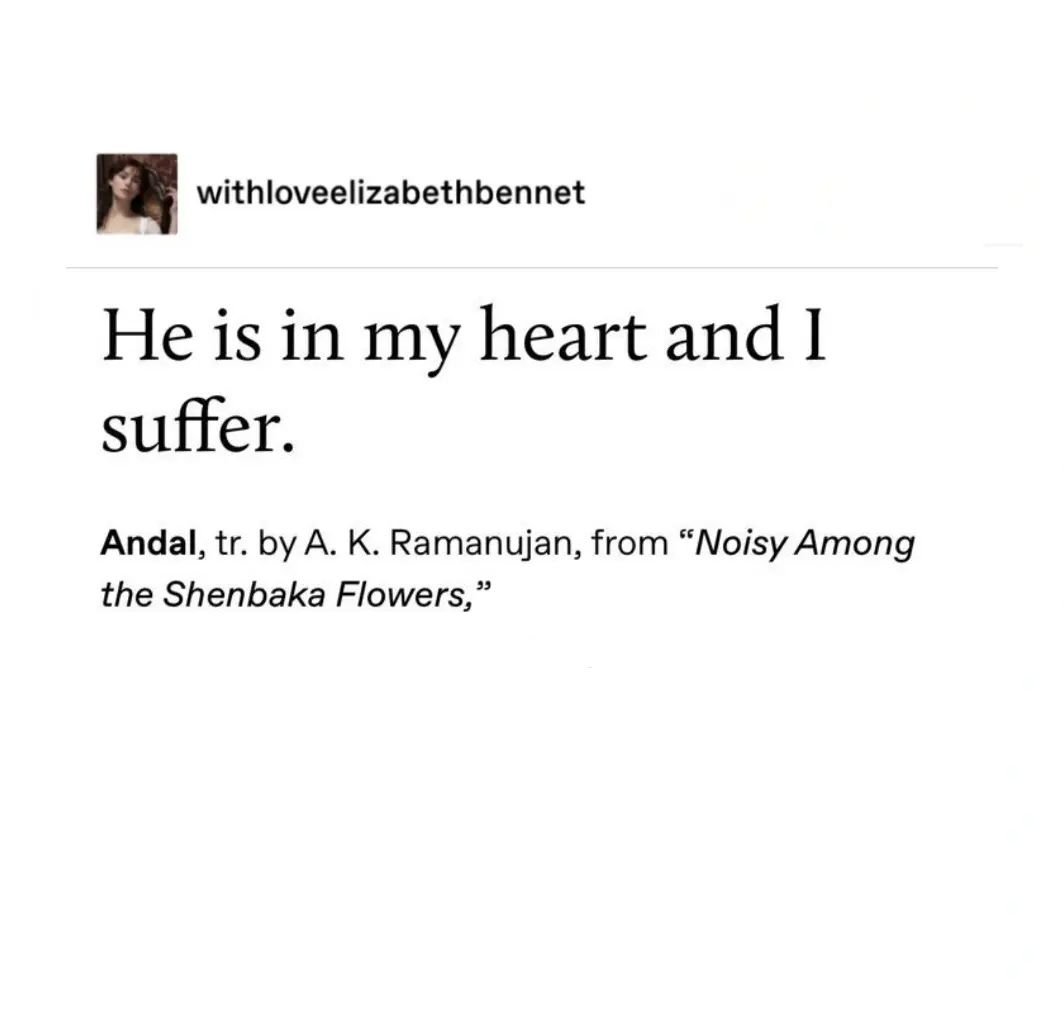 withloveelizabethbennet
He is in my heart and I
suffer.
Andal, tr. by A. K. Ramanujan, from “Noisy Among
the Shenbaka Flowers,”